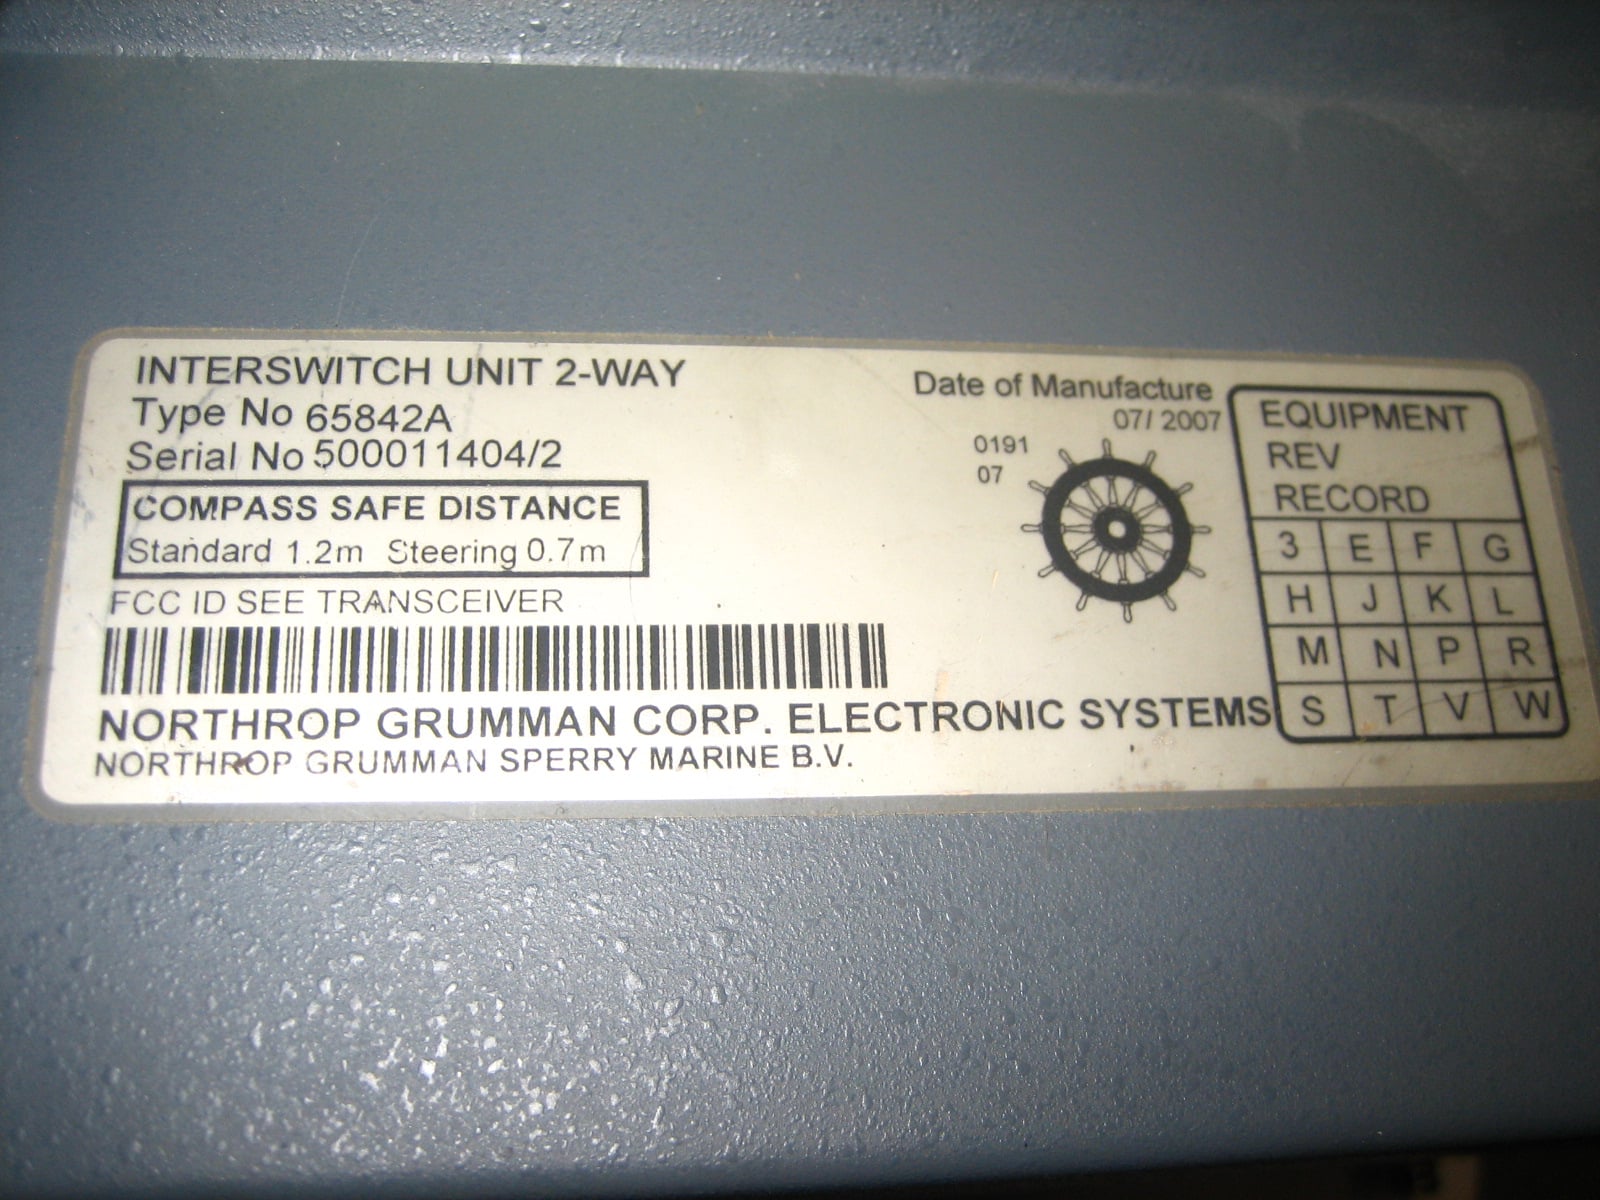 INTERSWITCH UNIT 2-WAY
Type No 65842A
Serial No 500011404/2
COMPASS SAFE DISTANCE
Standard 1.2m Steering 0.7m
FCC ID SEE TRANSCEIVER
NORTHROP GRUMMAN CORP. ELECTRONIC SYSTEMS
NORTHROP GRUMMAN SPERRY MARINE B.V.
Date of Manufacture
07/ 2007
0191
07
EQUIPMENT
REV
RECORD
3 E F G
H J K L
M N P R
S T V W